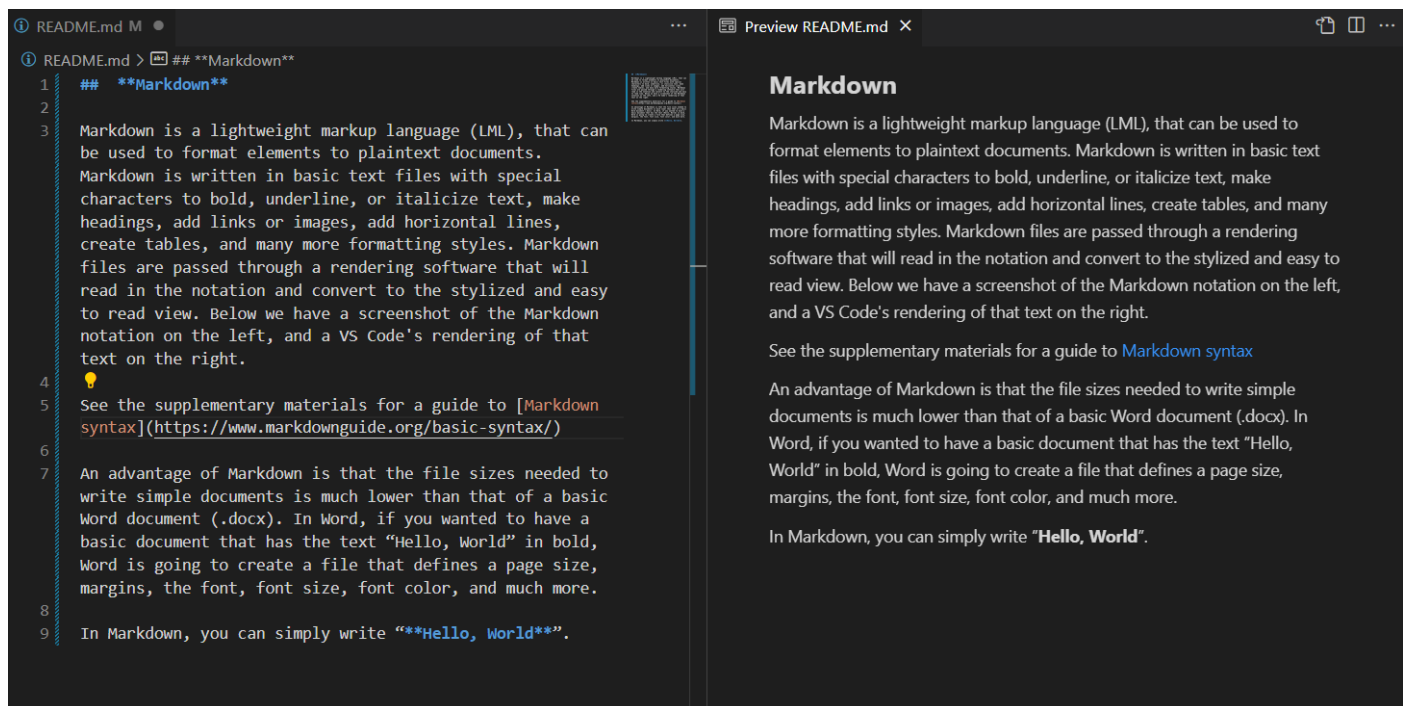 README.md M ●
···
README.md > ## **Markdown**
1 ## **Markdown**
2
3 Markdown is a lightweight markup language (LML), that can
be used to format elements to plaintext documents.
Markdown is written in basic text files with special
characters to bold, underline, or italicize text, make
headings, add links or images, add horizontal lines,
create tables, and many more formatting styles. Markdown
files are passed through a rendering software that will
read in the notation and convert to the stylized and easy
to read view. Below we have a screenshot of the Markdown
notation on the left, and a VS Code's rendering of that
text on the right.
4
5 See the supplementary materials for a guide to [Markdown
syntax](https://www.markdownguide.org/basic-syntax/)
6
7 An advantage of Markdown is that the file sizes needed to
write simple documents is much lower than that of a basic
Word document (.docx). In Word, if you wanted to have a
basic document that has the text “Hello, World” in bold,
Word is going to create a file that defines a page size,
margins, the font, font size, font color, and much more.
8
9 In Markdown, you can simply write “**Hello, World**”.
Preview README.md ×
···
Markdown
Markdown is a lightweight markup language (LML), that can be used to
format elements to plaintext documents. Markdown is written in basic text
files with special characters to bold, underline, or italicize text, make
headings, add links or images, add horizontal lines, create tables, and many
more formatting styles. Markdown files are passed through a rendering
software that will read in the notation and convert to the stylized and easy to
read view. Below we have a screenshot of the Markdown notation on the left,
and a VS Code's rendering of that text on the right.
See the supplementary materials for a guide to Markdown syntax
An advantage of Markdown is that the file sizes needed to write simple
documents is much lower than that of a basic Word document (.docx). In
Word, if you wanted to have a basic document that has the text “Hello,
World” in bold, Word is going to create a file that defines a page size,
margins, the font, font size, font color, and much more.
In Markdown, you can simply write “Hello, World”.